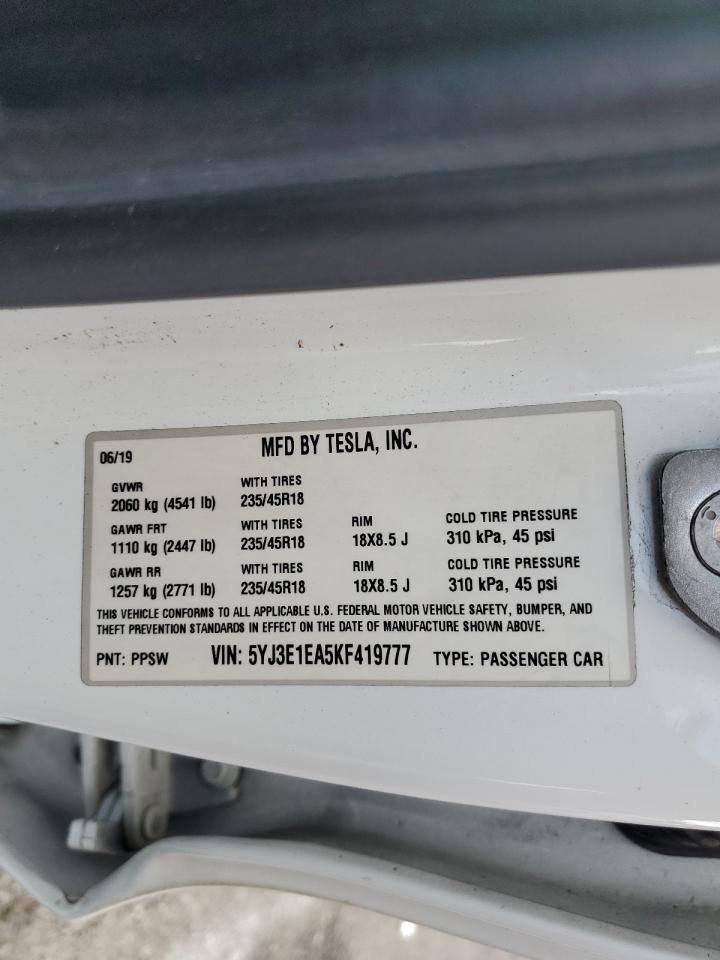 06/19 MFD BY TESLA, INC.
GVWR WITH TIRES
2060 kg (4541 lb) 235/45R18
GAWR FRT WITH TIRES RIM COLD TIRE PRESSURE
1110 kg (2447 lb) 235/45R18 18X8.5 J 310 kPa, 45 psi
GAWR RR WITH TIRES RIM COLD TIRE PRESSURE
1257 kg (2771 lb) 235/45R18 18X8.5 J 310 kPa, 45 psi
THIS VEHICLE CONFORMS TO ALL APPLICABLE U.S. FEDERAL MOTOR VEHICLE SAFETY, BUMPER, AND
THEFT PREVENTION STANDARDS IN EFFECT ON THE DATE OF MANUFACTURE SHOWN ABOVE.
PNT: PPSW VIN: 5YJ3E1EA5KF419777 TYPE: PASSENGER CAR